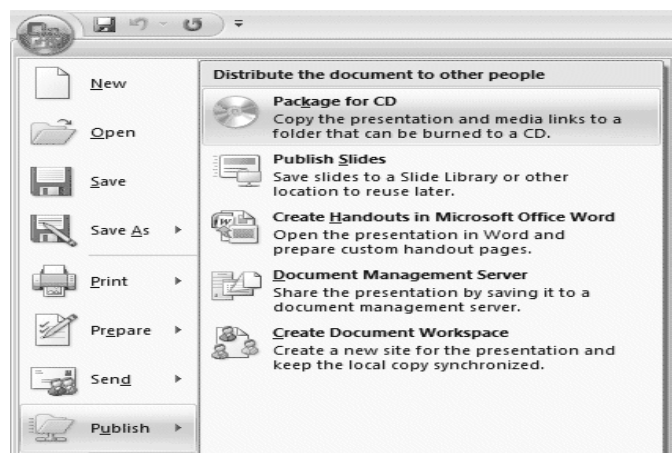 New
Open
Save
Save As
Print
Prepare
Send
Publish
Distribute the document to other people
Package for CD
Copy the presentation and media links to a
folder that can be burned to a CD.
Publish Slides
Save slides to a Slide Library or other
location to reuse later.
Create Handouts in Microsoft Office Word
Open the presentation in Word and
prepare custom handout pages.
Document Management Server
Share the presentation by saving it to a
document management server.
Create Document Workspace
Create a new site for the presentation and
keep the local copy synchronized.